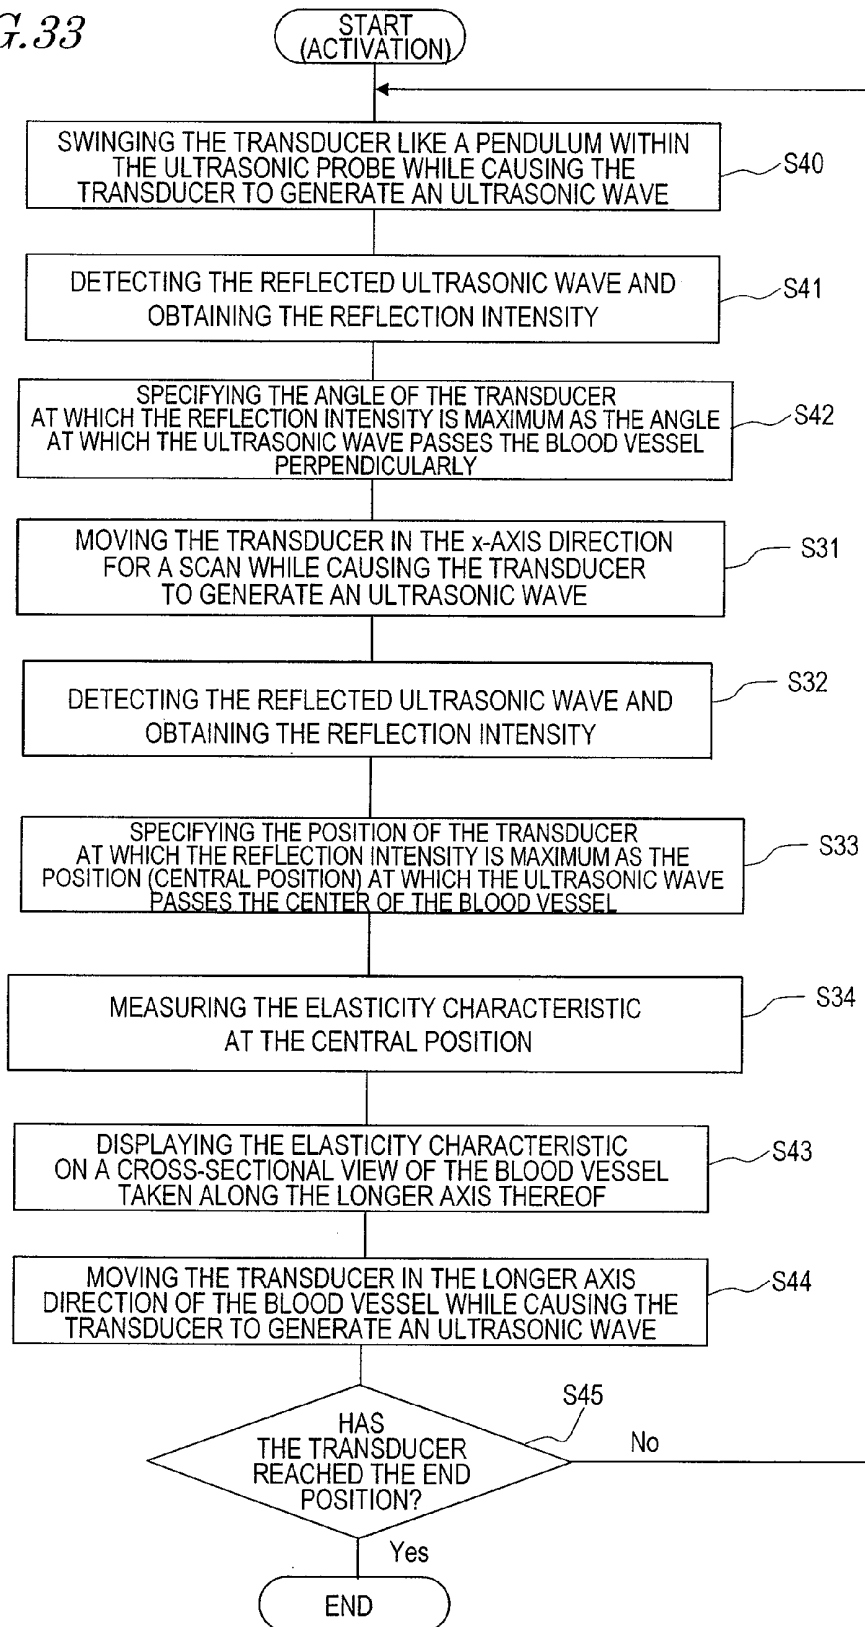 G.33
START
(ACTIVATION)
SWINGING THE TRANSDUCER LIKE A PENDULUM WITHIN
THE ULTRASONIC PROBE WHILE CAUSING THE
TRANSDUCER TO GENERATE AN ULTRASONIC WAVE
S40
DETECTING THE REFLECTED ULTRASONIC WAVE AND
OBTAINING THE REFLECTION INTENSITY
S41
SPECIFYING THE ANGLE OF THE TRANSDUCER
AT WHICH THE REFLECTION INTENSITY IS MAXIMUM AS THE ANGLE
AT WHICH THE ULTRASONIC WAVE PASSES THE BLOOD VESSEL
PERPENDICULARLY
S42
MOVING THE TRANSDUCER IN THE x-AXIS DIRECTION
FOR A SCAN WHILE CAUSING THE TRANSDUCER
TO GENERATE AN ULTRASONIC WAVE
S31
DETECTING THE REFLECTED ULTRASONIC WAVE AND
OBTAINING THE REFLECTION INTENSITY
S32
SPECIFYING THE POSITION OF THE TRANSDUCER
AT WHICH THE REFLECTION INTENSITY IS MAXIMUM AS THE
POSITION (CENTRAL POSITION) AT WHICH THE ULTRASONIC WAVE
PASSES THE CENTER OF THE BLOOD VESSEL
S33
MEASURING THE ELASTICITY CHARACTERISTIC
AT THE CENTRAL POSITION
S34
DISPLAYING THE ELASTICITY CHARACTERISTIC
ON A CROSS-SECTIONAL VIEW OF THE BLOOD VESSEL
TAKEN ALONG THE LONGER AXIS THEREOF
S43
MOVING THE TRANSDUCER IN THE LONGER AXIS
DIRECTION OF THE BLOOD VESSEL WHILE CAUSING THE
TRANSDUCER TO GENERATE AN ULTRASONIC WAVE
S44
HAS
THE TRANSDUCER
REACHED THE END
POSITION?
S45
No
Yes
END